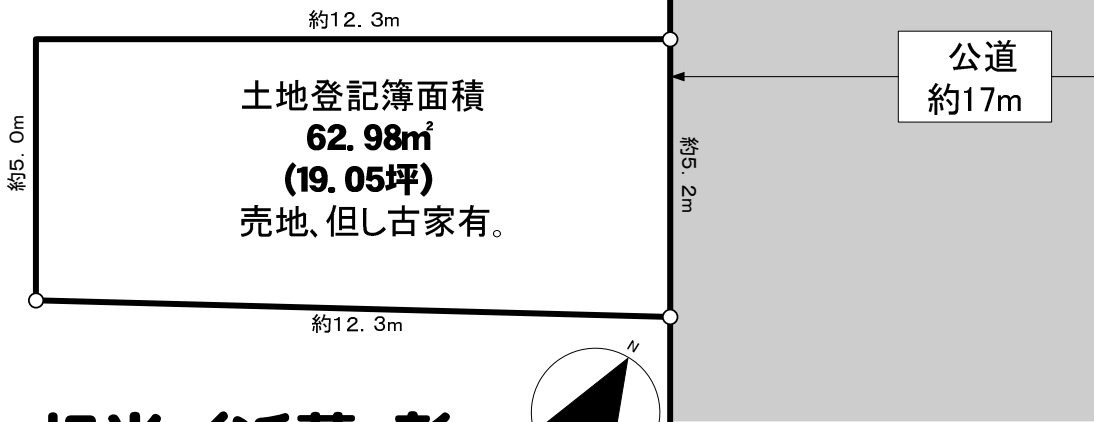 約12.3m
公道
約17m
土地登記簿面積
62.98㎡
(19.05坪)
売地、但し古家有。
約5.0m
約5.2m
約12.3m
N